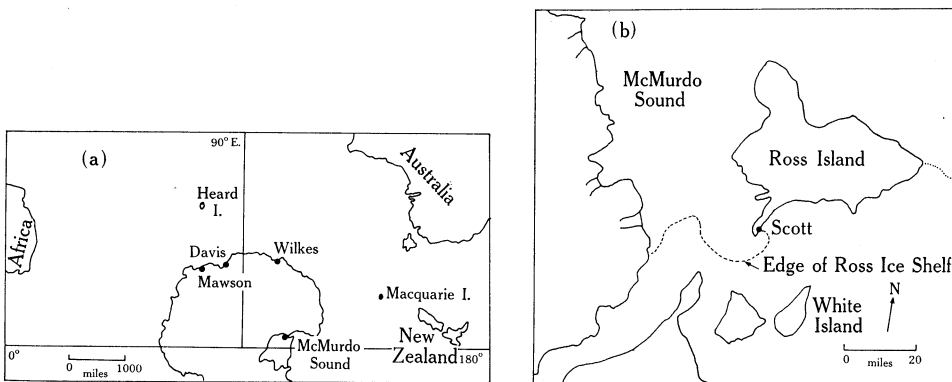 (a)
90° E.
Africa
Heard
I.
Australia
Davis
Wilkes
Mawson
Macquarie I.
New
Zealand
McMurdo
Sound
0°
180°
0 1000
miles
(b)
McMurdo
Sound
Ross Island
Scott
Edge of Ross Ice Shelf
White
Island
N
0 20
miles